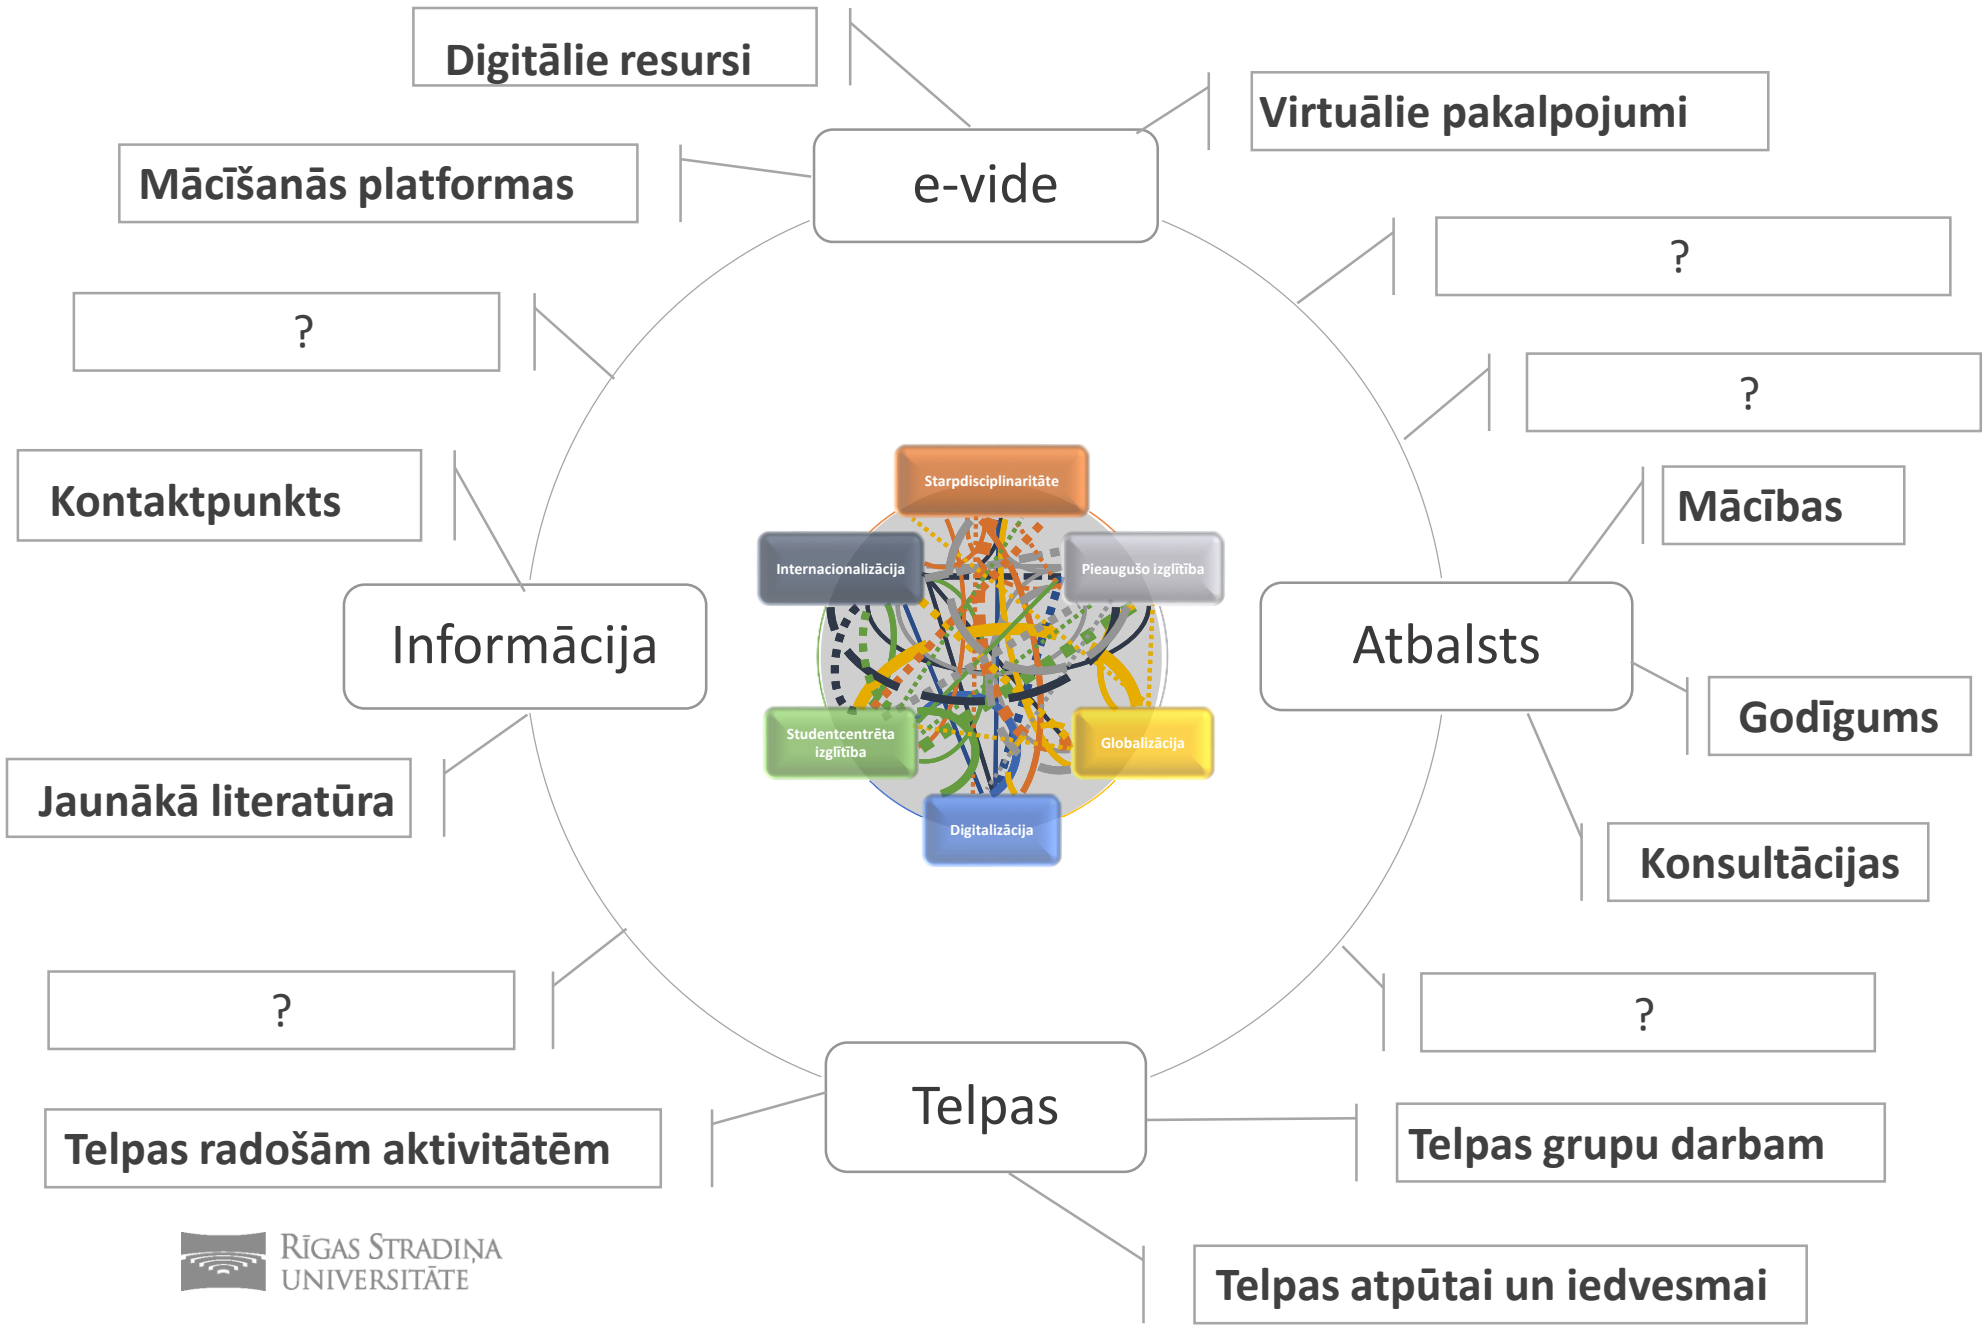 Digitālie resursi
Virtuālie pakalpojumi
Mācīšanās platformas
e-vide
?
?
?
Kontaktpunkts
Starpdisciplinaritāte
Mācības
Internacionalizācija
Pieaugušo izglītība
Informācija
Atbalsts
Studentcentrēta
izglītība
Globalizācija
Godīgums
Jaunākā literatūra
Digitalizācija
Konsultācijas
?
?
Telpas
Telpas radošām aktivitātēm
Telpas grupu darbam
RĪGAS STRADIŅA
UNIVERSITĀTE
Telpas atpūtai un iedvesmai